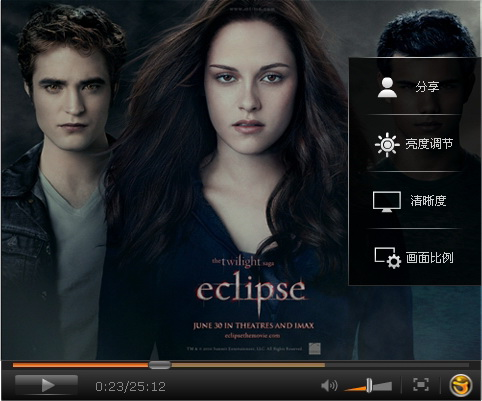 分享
亮度调节
清晰度
画面比例
the twilight saga
eclipse
JUNE 30 IN THEATRES AND IMAX
eclipsethemovie.com
0:23/25:12